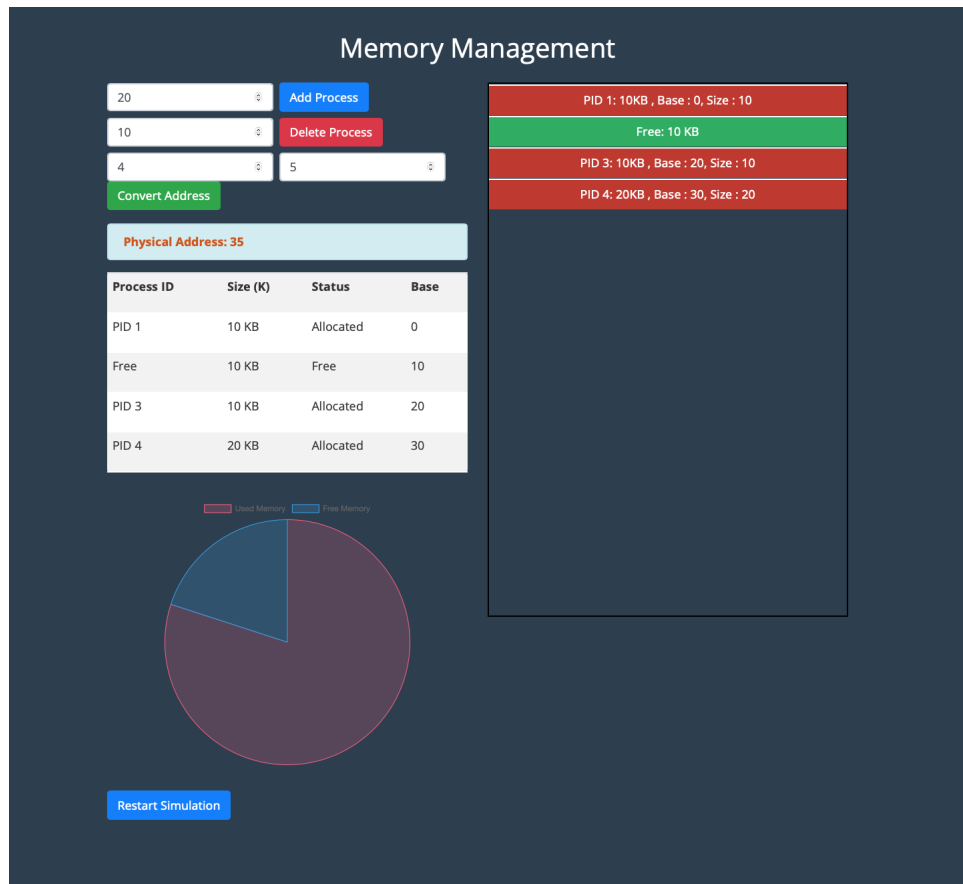 Memory Management
20 Add Process
10 Delete Process
4 5
Convert Address
Physical Address: 35
Process ID Size (K) Status Base
PID 1 10 KB Allocated 0
Free 10 KB Free 10
PID 3 10 KB Allocated 20
PID 4 20 KB Allocated 30
Used Memory Free Memory
Restart Simulation
PID 1: 10KB , Base : 0, Size : 10
Free: 10 KB
PID 3: 10KB , Base : 20, Size : 10
PID 4: 20KB , Base : 30, Size : 20